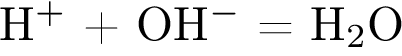 H⁺ + OH⁻ = H₂O